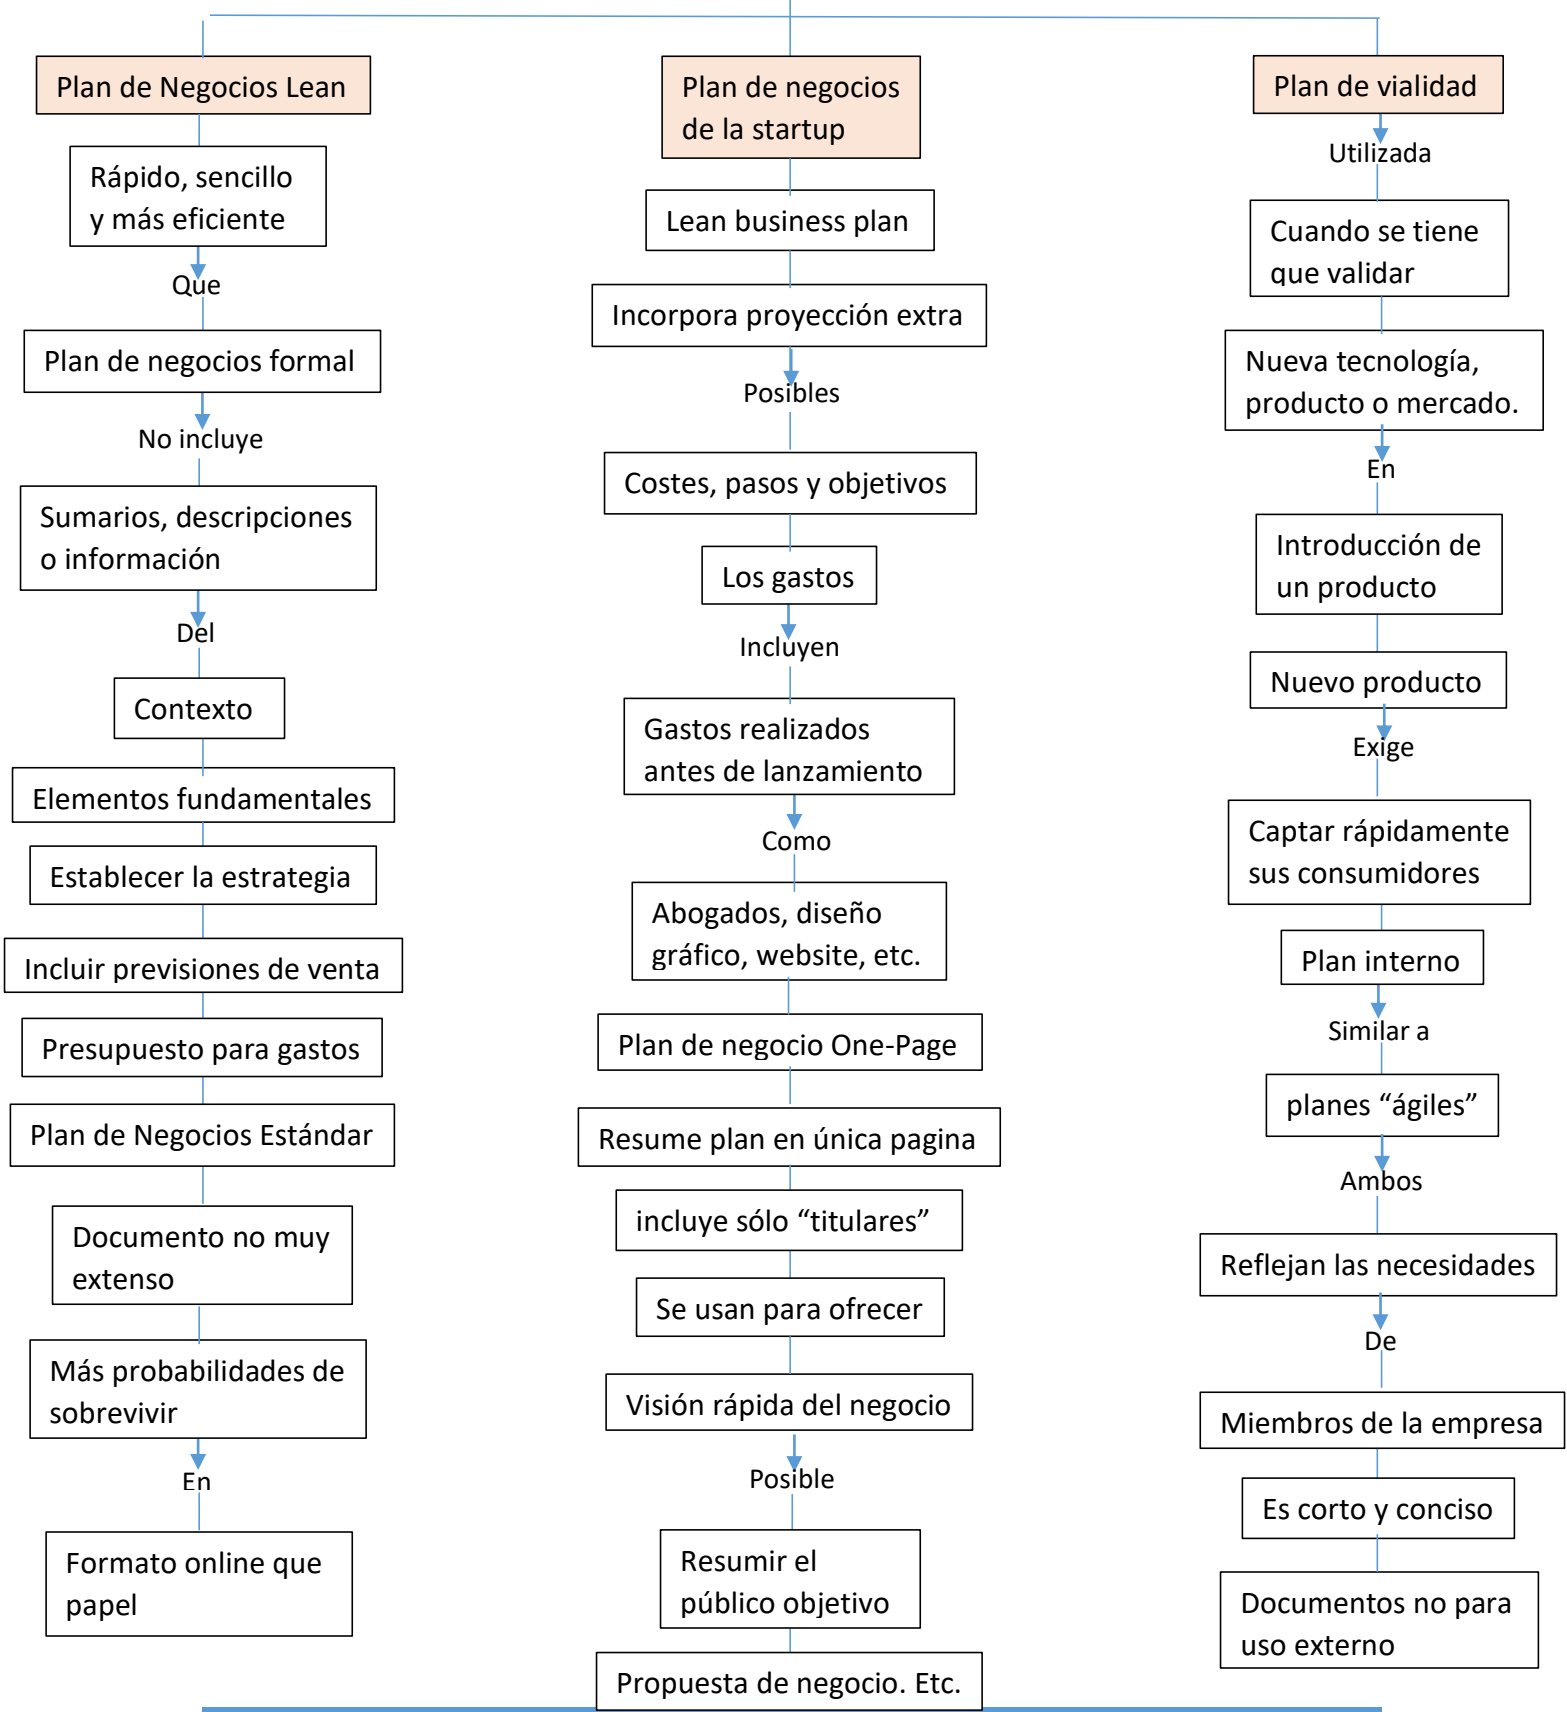 Plan de Negocios Lean
Rápido, sencillo
y más eficiente
Que
Plan de negocios formal
No incluye
Sumarios, descripciones
o información
Del
Contexto
Elementos fundamentales
Establecer la estrategia
Incluir previsiones de venta
Presupuesto para gastos
Plan de Negocios Estándar
Documento no muy
extenso
Más probabilidades de
sobrevivir
En
Formato online que
papel
Plan de negocios
de la startup
Lean business plan
Incorpora proyección extra
Posibles
Costes, pasos y objetivos
Los gastos
Incluyen
Gastos realizados
antes de lanzamiento
Como
Abogados, diseño
gráfico, website, etc.
Plan de negocio One-Page
Resume plan en única pagina
incluye sólo “titulares”
Se usan para ofrecer
Visión rápida del negocio
Posible
Resumir el
público objetivo
Propuesta de negocio. Etc.
Plan de vialidad
Utilizada
Cuando se tiene
que validar
Nueva tecnología,
producto o mercado.
En
Introducción de
un producto
Nuevo producto
Exige
Captar rápidamente
sus consumidores
Plan interno
Similar a
planes “ágiles”
Ambos
Reflejan las necesidades
De
Miembros de la empresa
Es corto y conciso
Documentos no para
uso externo